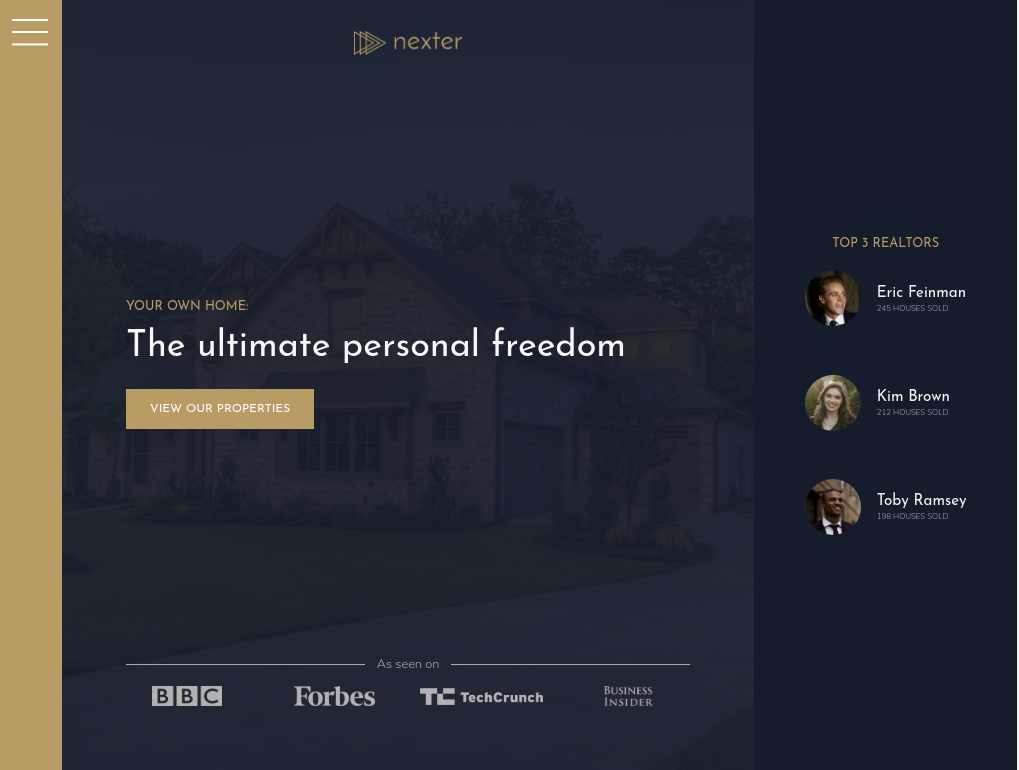 nexter
YOUR OWN HOME:
The ultimate personal freedom
VIEW OUR PROPERTIES
As seen on
BBC
Forbes
TC TechCrunch
BUSINESS
INSIDER
TOP 3 REALTORS
Eric Feinman
245 HOUSES SOLD
Kim Brown
212 HOUSES SOLD
Toby Ramsey
198 HOUSES SOLD